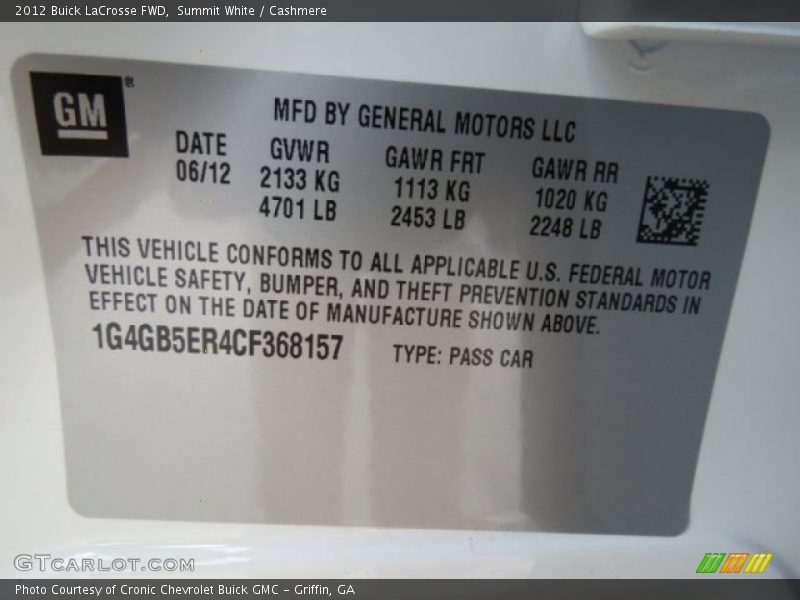 2012 Buick LaCrosse FWD, Summit White / Cashmere
GM®
MFD BY GENERAL MOTORS LLC
DATE GVWR GAWR FRT GAWR RR
06/12 2133 KG 1113 KG 1020 KG
4701 LB 2453 LB 2248 LB
THIS VEHICLE CONFORMS TO ALL APPLICABLE U.S. FEDERAL MOTOR
VEHICLE SAFETY, BUMPER, AND THEFT PREVENTION STANDARDS IN
EFFECT ON THE DATE OF MANUFACTURE SHOWN ABOVE.
1G4GB5ER4CF368157 TYPE: PASS CAR
GTCARLOT.COM
Photo Courtesy of Cronic Chevrolet Buick GMC - Griffin, GA